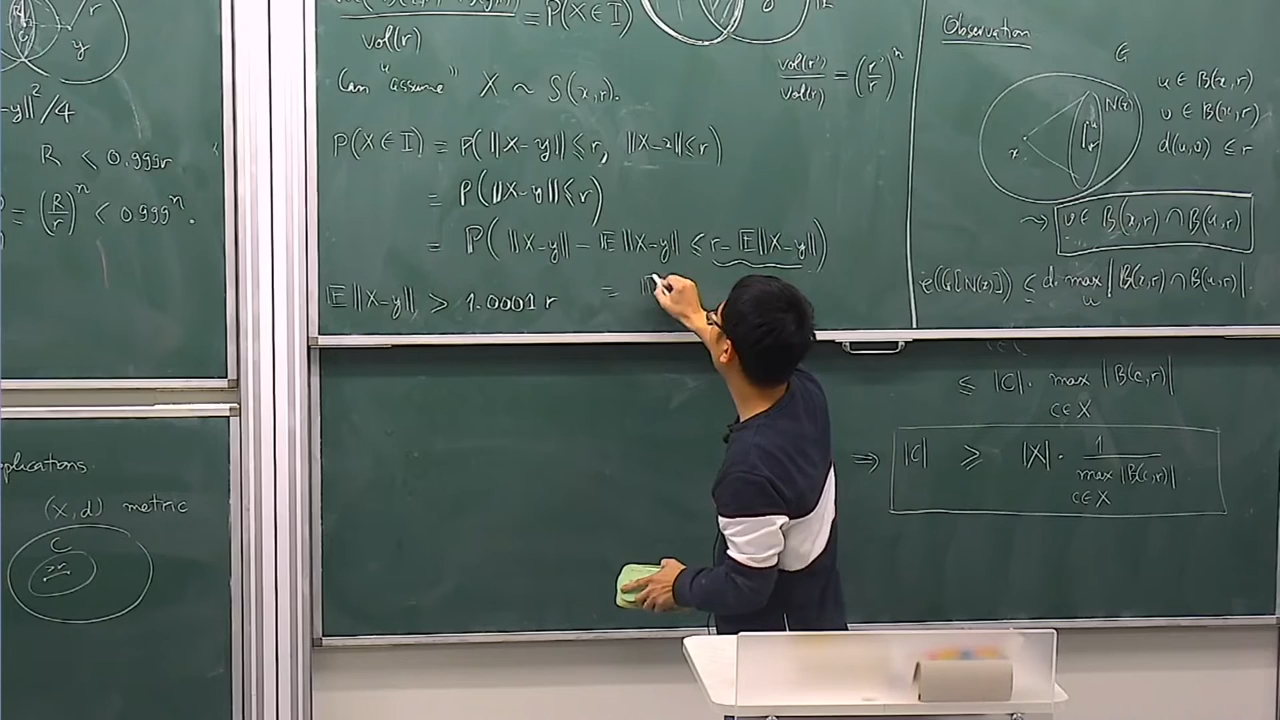 R
y
r
-y||²/4
R < 0.999r
= (R/r)ⁿ < 0.999ⁿ.
plications
(X,d) metric
C
vol(r)
= P(X ∈ I)
Can "assume" X ~ S(x,r).
vol(r')/vol(r) = (r'/r)ⁿ
P(X ∈ I) = P(||X-y|| ≤ r, ||X-x|| ≤ r)
= P(||X-y|| ≤ r)
= P(||X-y|| - E||X-y|| ≤ r - E||X-y||)
E||X-y|| > 1.0001 r
=
Observation
G
x
u
v
u ∈ B(x,r)
v ∈ B(x,r)
d(u,v) ≤ r
⇝ v ∈ B(x,r) ∩ B(u,r)
e(G[N(x)]) ≤ d · max |B(x,r) ∩ B(u,r)|.
u
≤ |C| · max |B(c,r)|
c∈X
⇒ |C| ≥ |X| · 1/max |B(c,r)|
c∈X